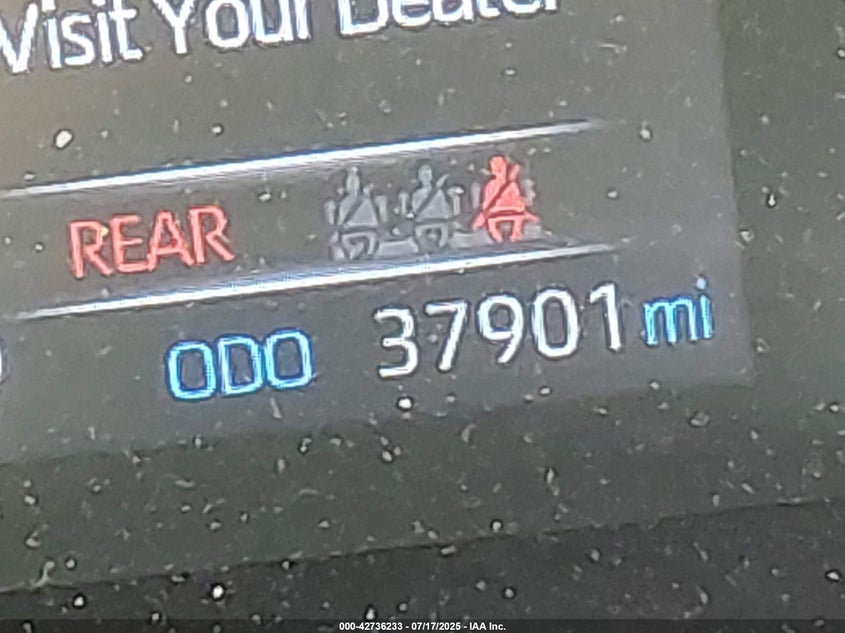 Visit Your Dealer
REAR
ODO 37901 mi
000-42736233 - 07/17/2025 - IAA Inc.